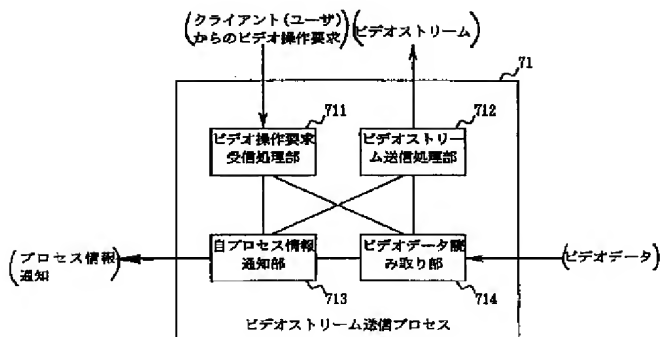 (クライアント(ユーザ)
からのビデオ操作要求)
(ビデオストリーム)
71
711
712
ビデオ操作要求
受信処理部
ビデオストリー
ム送信処理部
自プロセス情報
通知部
ビデオデータ読
み取り部
(プロセス情報
通知)
(ビデオデータ)
713
714
ビデオストリーム送信プロセス